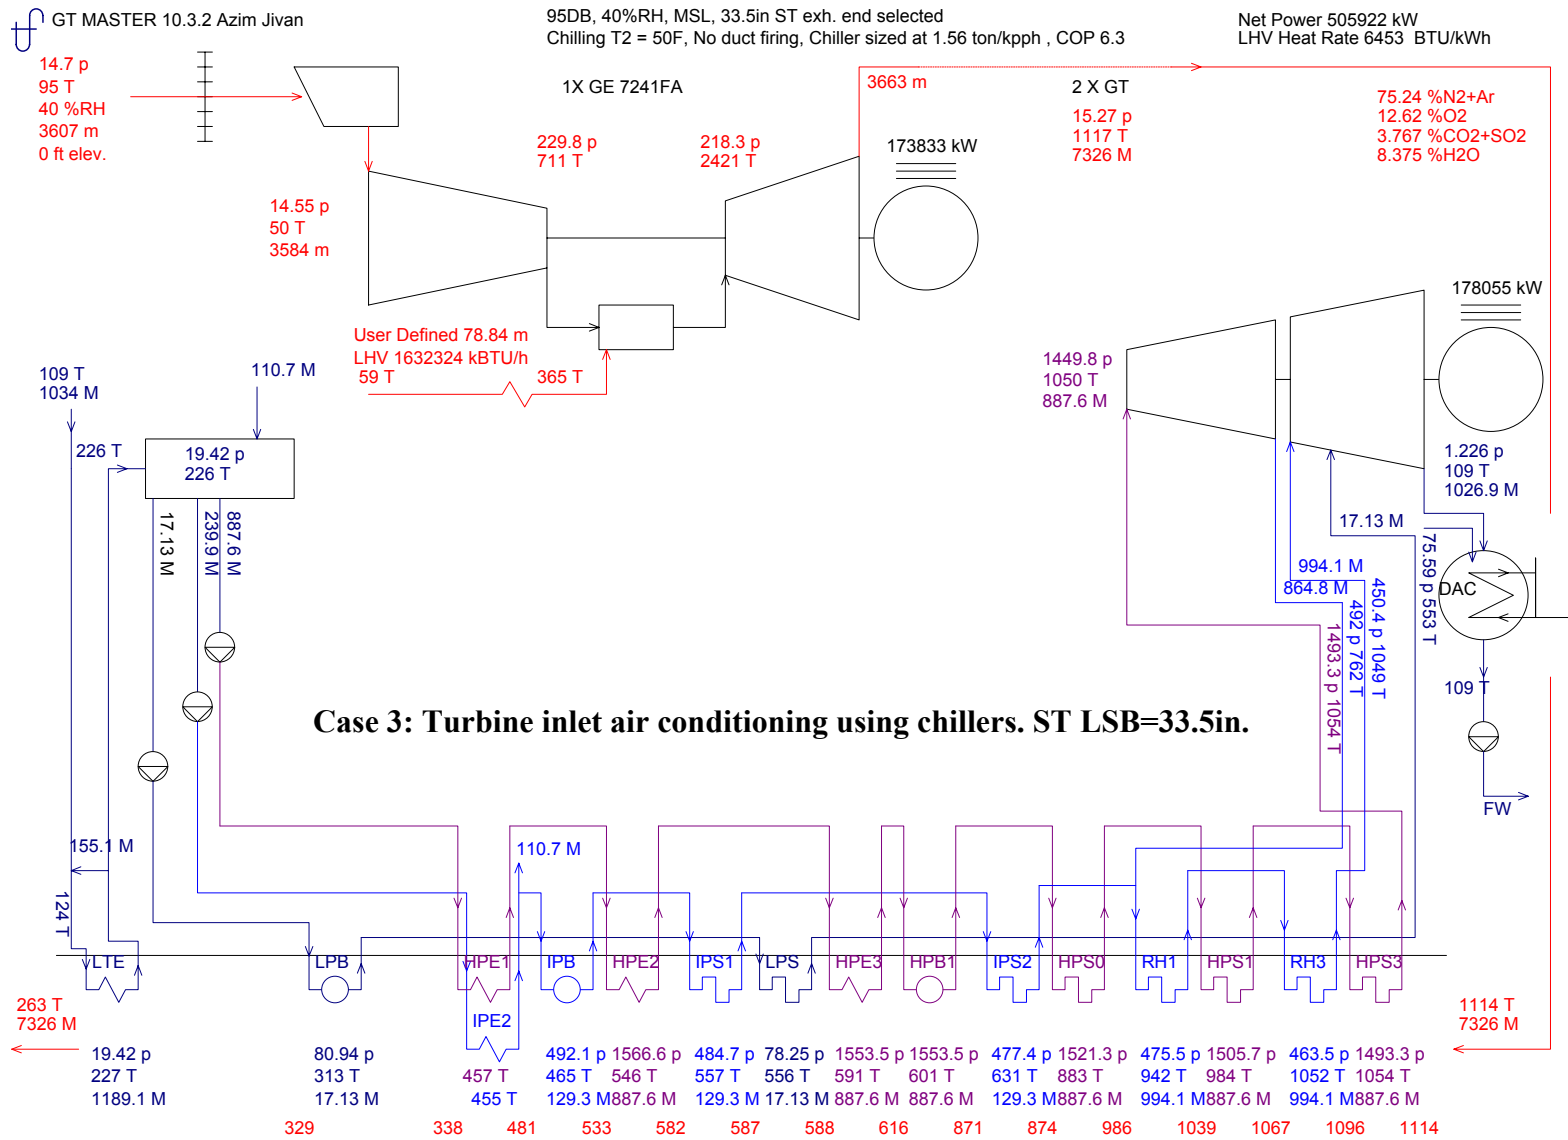 GT MASTER 10.3.2 Azim Jivan
95DB, 40%RH, MSL, 33.5in ST exh. end selected
Chilling T2 = 50F, No duct firing, Chiller sized at 1.56 ton/kpph , COP 6.3
Net Power 505922 kW
LHV Heat Rate 6453 BTU/kWh
14.7 p
95 T
40 %RH
3607 m
0 ft elev.
1X GE 7241FA
3663 m
2 X GT
15.27 p
1117 T
7326 M
75.24 %N2+Ar
12.62 %O2
3.767 %CO2+SO2
8.375 %H2O
229.8 p
711 T
218.3 p
2421 T
173833 kW
14.55 p
50 T
3584 m
User Defined 78.84 m
LHV 1632324 kBTU/h
59 T
365 T
178055 kW
1449.8 p
1050 T
887.6 M
109 T
1034 M
110.7 M
226 T
19.42 p
226 T
1.226 p
109 T
1026.9 M
17.13 M
239.9 M
887.6 M
17.13 M
75.59 p 553 T
994.1 M
864.8 M
450.4 p 1049 T
492 p 762 T
1493.3 p 1054 T
DAC
109 T
FW
Case 3: Turbine inlet air conditioning using chillers. ST LSB=33.5in.
155.1 M
124 T
110.7 M
LTE
LPB
HPE1
IPB
HPE2
IPS1
LPS
HPE3
HPB1
IPS2
HPS0
RH1
HPS1
RH3
HPS3
IPE2
263 T
7326 M
1114 T
7326 M
19.42 p
227 T
1189.1 M
80.94 p
313 T
17.13 M
457 T
455 T
492.1 p
465 T
129.3 M
1566.6 p
546 T
887.6 M
484.7 p
557 T
129.3 M
78.25 p
556 T
17.13 M
1553.5 p
591 T
887.6 M
1553.5 p
601 T
887.6 M
477.4 p
631 T
129.3 M
1521.3 p
883 T
887.6 M
475.5 p
942 T
994.1 M
1505.7 p
984 T
887.6 M
463.5 p
1052 T
994.1 M
1493.3 p
1054 T
887.6 M
329 338 481 533 582 587 588 616 871 874 986 1039 1067 1096 1114